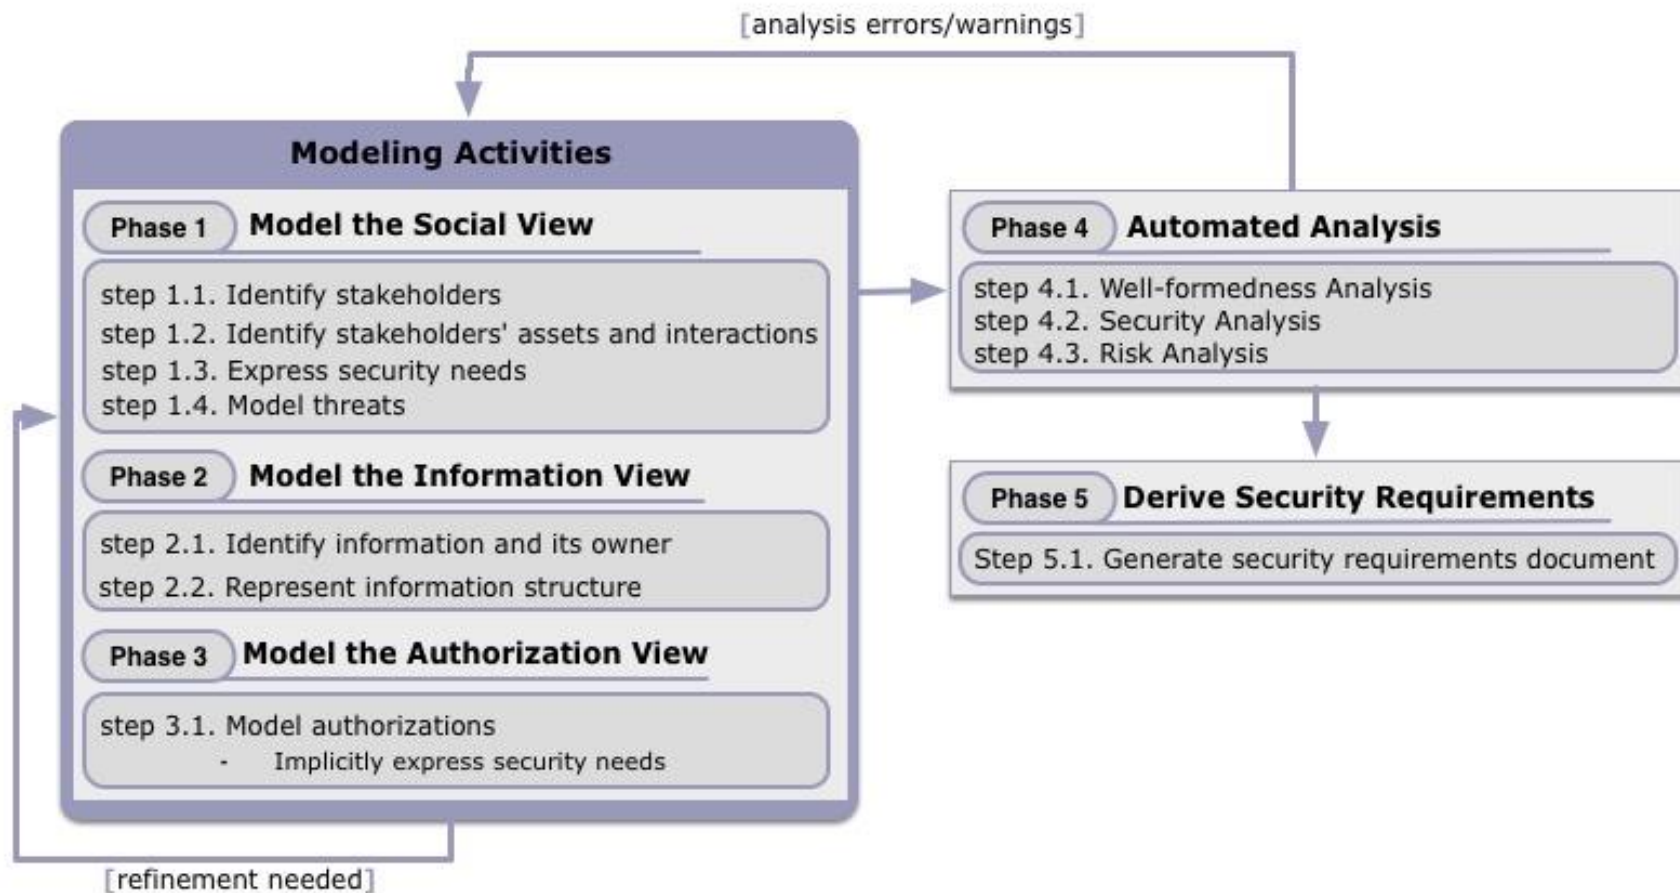 [analysis errors/warnings]
Modeling Activities
Phase 1 Model the Social View
step 1.1. Identify stakeholders
step 1.2. Identify stakeholders' assets and interactions
step 1.3. Express security needs
step 1.4. Model threats
Phase 2 Model the Information View
step 2.1. Identify information and its owner
step 2.2. Represent information structure
Phase 3 Model the Authorization View
step 3.1. Model authorizations
- Implicitly express security needs
[refinement needed]
Phase 4 Automated Analysis
step 4.1. Well-formedness Analysis
step 4.2. Security Analysis
step 4.3. Risk Analysis
Phase 5 Derive Security Requirements
Step 5.1. Generate security requirements document